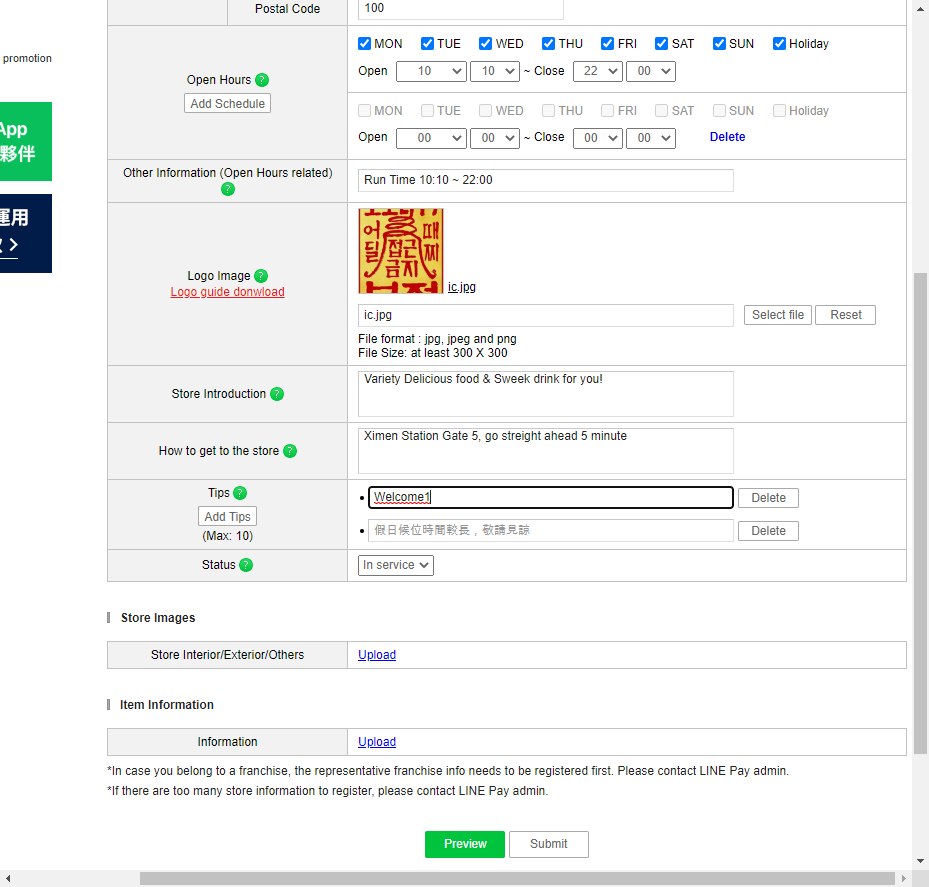 Postal Code
100
promotion
MON TUE WED THU FRI SAT SUN Holiday
Open Hours ?
Open 10 10 ~ Close 22 00
Add Schedule
MON TUE WED THU FRI SAT SUN Holiday
App
夥伴
Open 00 00 ~ Close 00 00 Delete
Other Information (Open Hours related)
?
Run Time 10:10 ~ 22:00
運用
어 때
딜 접근 찌
금지
Logo Image ?
Logo guide donwload
ic.jpg
ic.jpg
Select file
Reset
File format : jpg, jpeg and png
File Size: at least 300 X 300
Store Introduction ?
Variety Delicious food & Sweek drink for you!
How to get to the store ?
Ximen Station Gate 5, go streight ahead 5 minute
Tips ?
Add Tips
(Max: 10)
• Welcome1 Delete
• 假日候位時間較長，敬請見諒 Delete
Status ?
In service
Store Images
Store Interior/Exterior/Others
Upload
Item Information
Information
Upload
*In case you belong to a franchise, the representative franchise info needs to be registered first. Please contact LINE Pay admin.
*If there are too many store information to register, please contact LINE Pay admin.
Preview
Submit